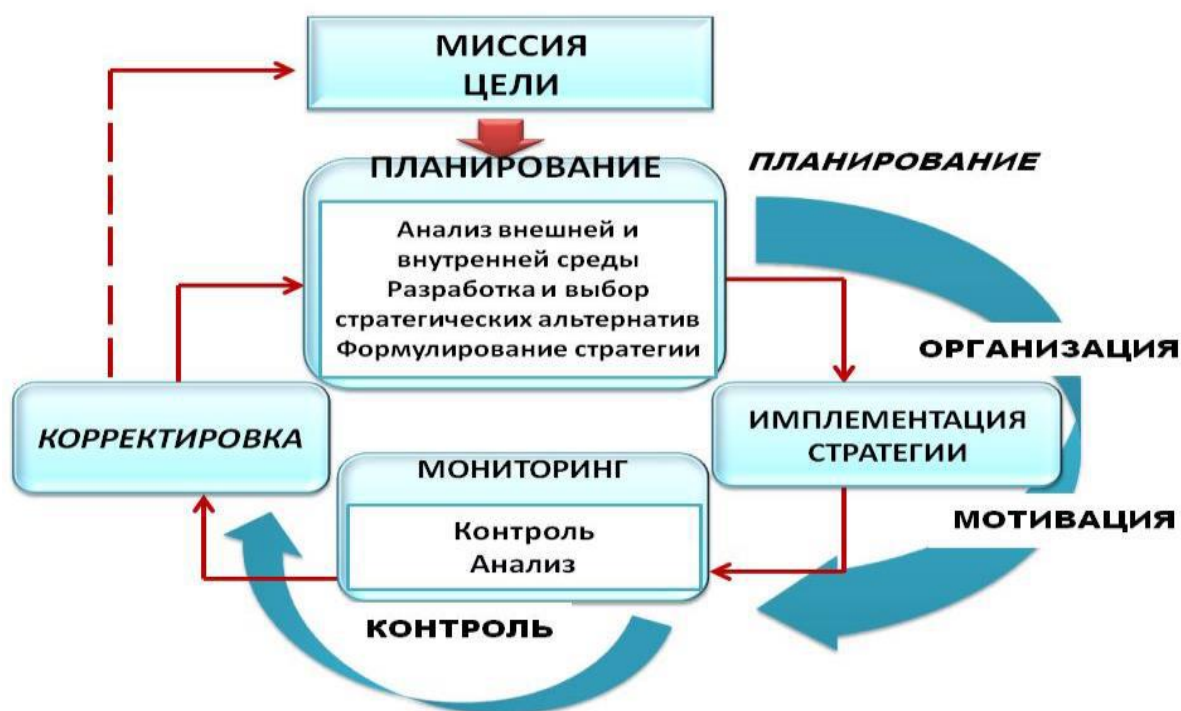 МИССИЯ
ЦЕЛИ
ПЛАНИРОВАНИЕ
Анализ внешней и
внутренней среды
Разработка и выбор
стратегических альтернатив
Формулирование стратегии
ПЛАНИРОВАНИЕ
ОРГАНИЗАЦИЯ
ИМПЛЕМЕНТАЦИЯ
СТРАТЕГИИ
МОТИВАЦИЯ
КОРРЕКТИРОВКА
МОНИТОРИНГ
Контроль
Анализ
КОНТРОЛЬ